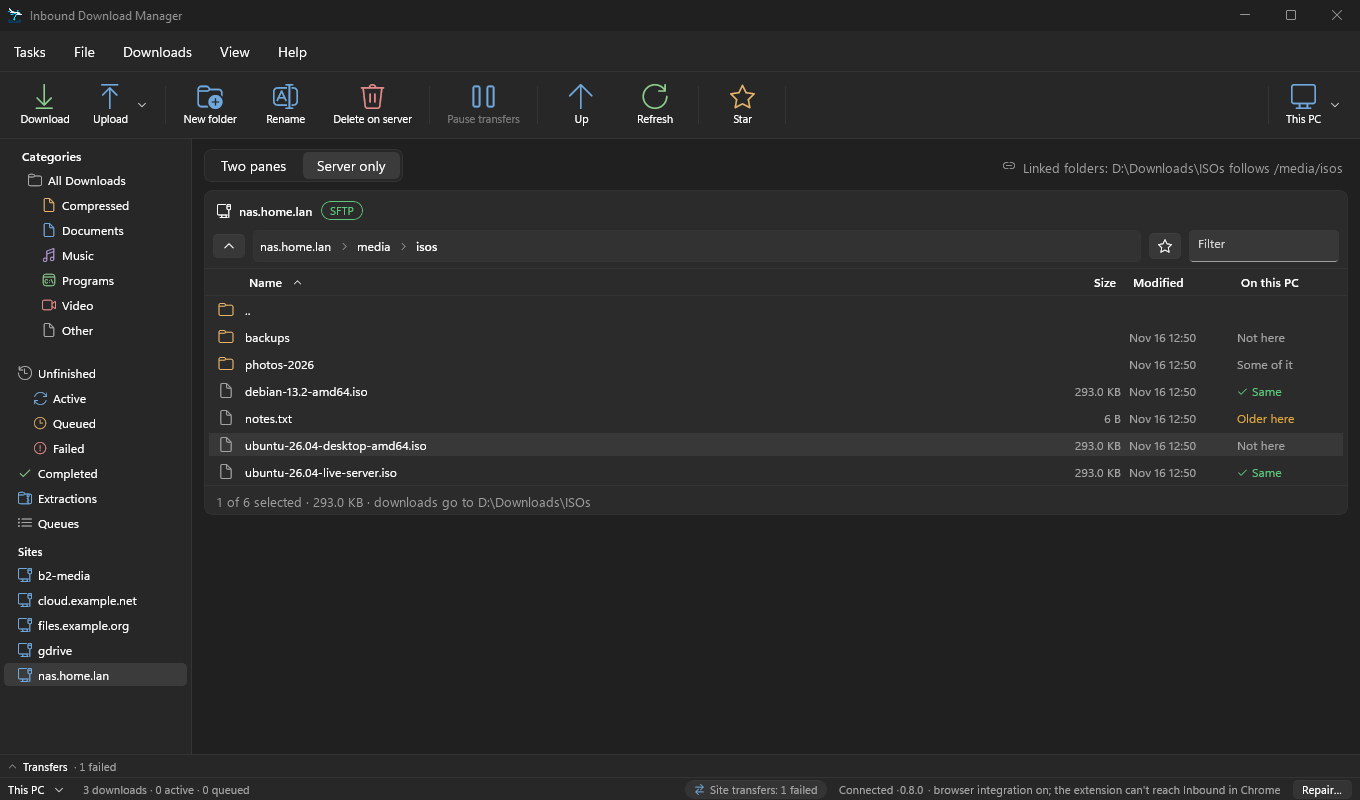 Inbound Download Manager
Tasks File Downloads View Help
Download Upload New folder Rename Delete on server Pause transfers Up Refresh Star This PC
Categories
All Downloads
Compressed
Documents
Music
Programs
Video
Other
Unfinished
Active
Queued
Failed
Completed
Extractions
Queues
Sites
b2-media
cloud.example.net
files.example.org
gdrive
nas.home.lan
Two panes Server only
Linked folders: D:\Downloads\ISOs follows /media/isos
nas.home.lan SFTP
nas.home.lan media isos Filter
Name Size Modified On this PC
..
backups Nov 16 12:50 Not here
photos-2026 Nov 16 12:50 Some of it
debian-13.2-amd64.iso 293.0 KB Nov 16 12:50 Same
notes.txt 6 B Nov 16 12:50 Older here
ubuntu-26.04-desktop-amd64.iso 293.0 KB Nov 16 12:50 Not here
ubuntu-26.04-live-server.iso 293.0 KB Nov 16 12:50 Same
1 of 6 selected · 293.0 KB · downloads go to D:\Downloads\ISOs
Transfers · 1 failed
This PC 3 downloads · 0 active · 0 queued Site transfers: 1 failed Connected ·0.8.0 · browser integration on; the extension can't reach Inbound in Chrome Repair...